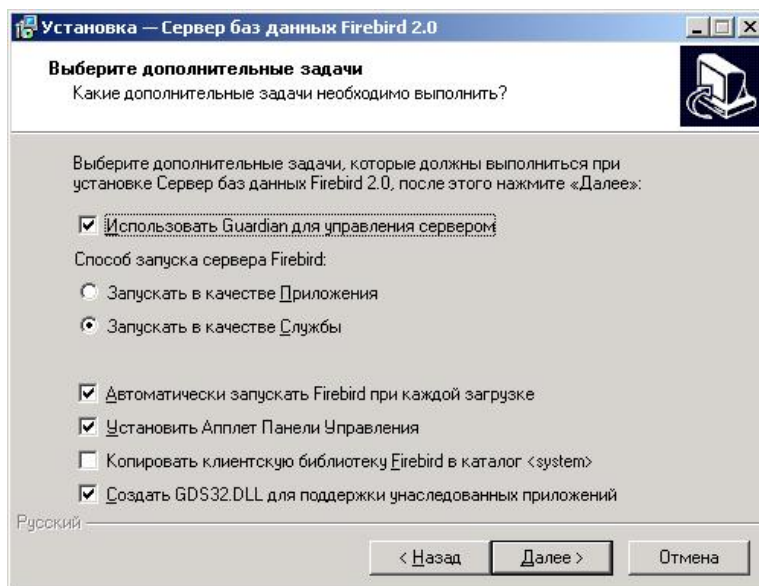 Установка — Сервер баз данных Firebird 2.0
Выберите дополнительные задачи
Какие дополнительные задачи необходимо выполнить?
Выберите дополнительные задачи, которые должны выполниться при
установке Сервер баз данных Firebird 2.0, после этого нажмите «Далее»:
Использовать Guardian для управления сервером
Способ запуска сервера Firebird:
Запускать в качестве Приложения
Запускать в качестве Службы
Автоматически запускать Firebird при каждой загрузке
Установить Апплет Панели Управления
Копировать клиентскую библиотеку Firebird в каталог <system>
Создать GDS32.DLL для поддержки унаследованных приложений
Русский
< Назад Далее > Отмена